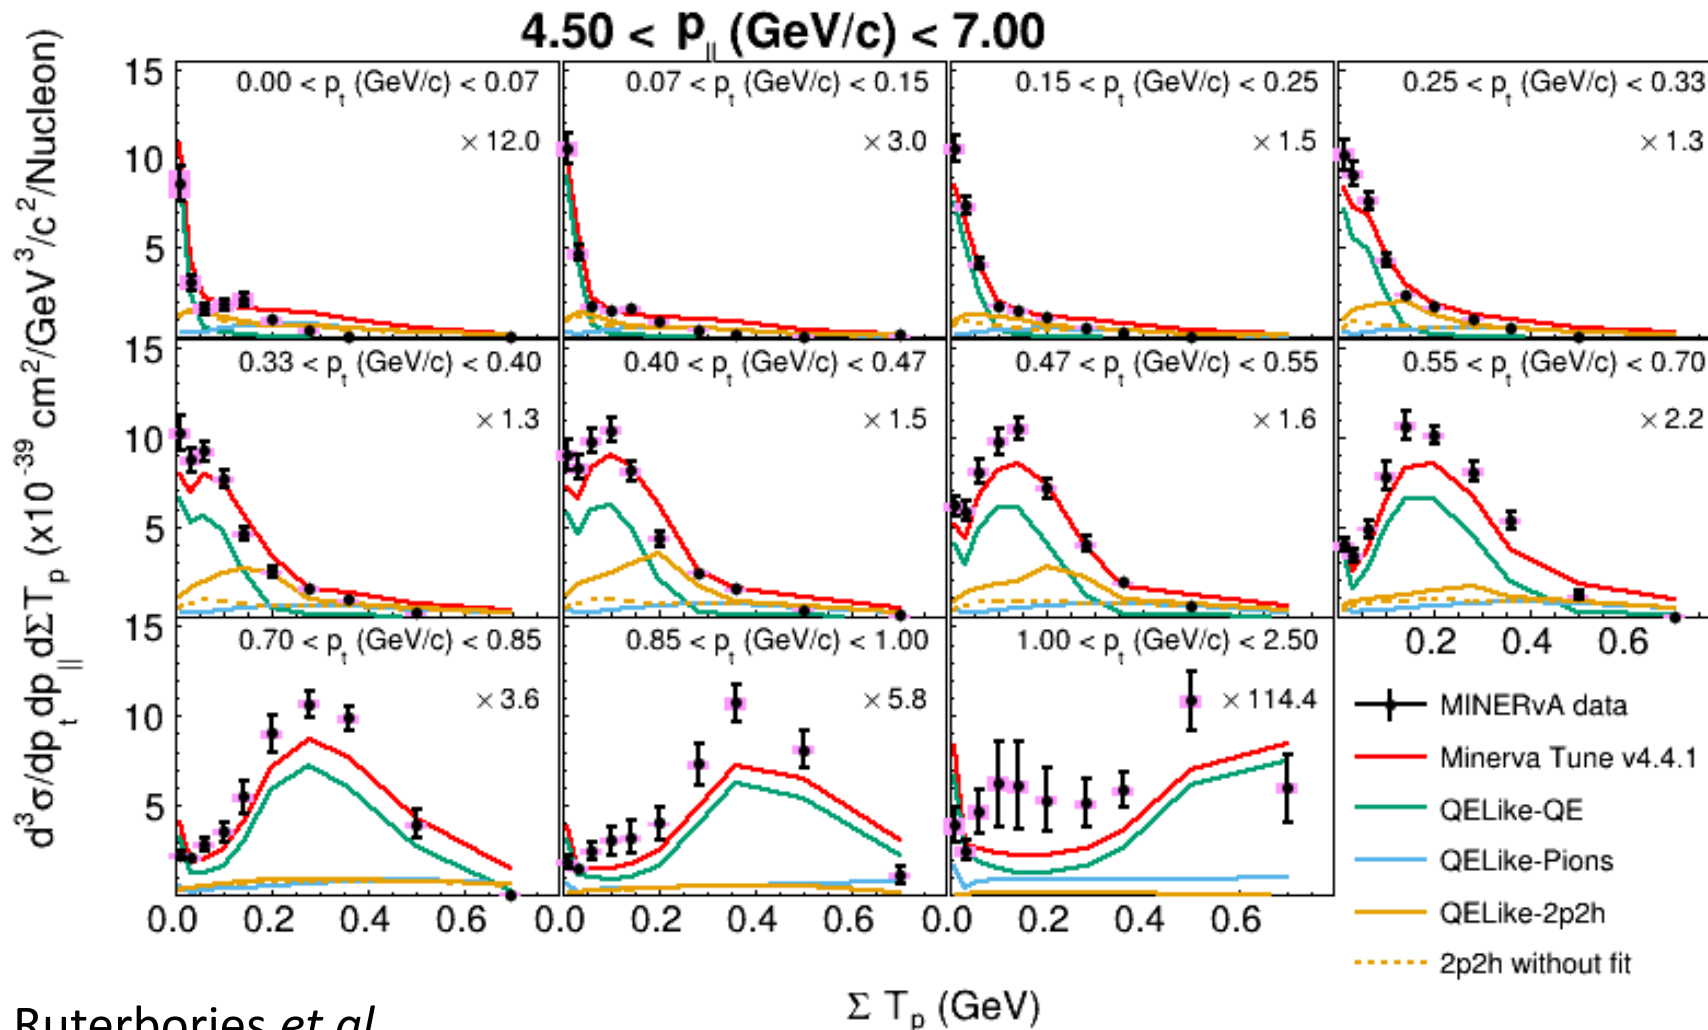 4.50 < p∥ (GeV/c) < 7.00
d³σ/dp_t dp_∥ dΣT_p (x10⁻³⁹ cm²/GeV³/c²/Nucleon)
0.00 < p_t (GeV/c) < 0.07
× 12.0
0.07 < p_t (GeV/c) < 0.15
× 3.0
0.15 < p_t (GeV/c) < 0.25
× 1.5
0.25 < p_t (GeV/c) < 0.33
× 1.3
15
10
5
0.33 < p_t (GeV/c) < 0.40
× 1.3
0.40 < p_t (GeV/c) < 0.47
× 1.5
0.47 < p_t (GeV/c) < 0.55
× 1.6
0.55 < p_t (GeV/c) < 0.70
× 2.2
15
10
5
0.2 0.4 0.6
0.70 < p_t (GeV/c) < 0.85
× 3.6
0.85 < p_t (GeV/c) < 1.00
× 5.8
1.00 < p_t (GeV/c) < 2.50
× 114.4
15
10
5
0.0 0.2 0.4 0.6
0.0 0.2 0.4 0.6
0.0 0.2 0.4 0.6
MINERvA data
Minerva Tune v4.4.1
QELike-QE
QELike-Pions
QELike-2p2h
2p2h without fit
Σ T_p (GeV)
Ruterbories et al